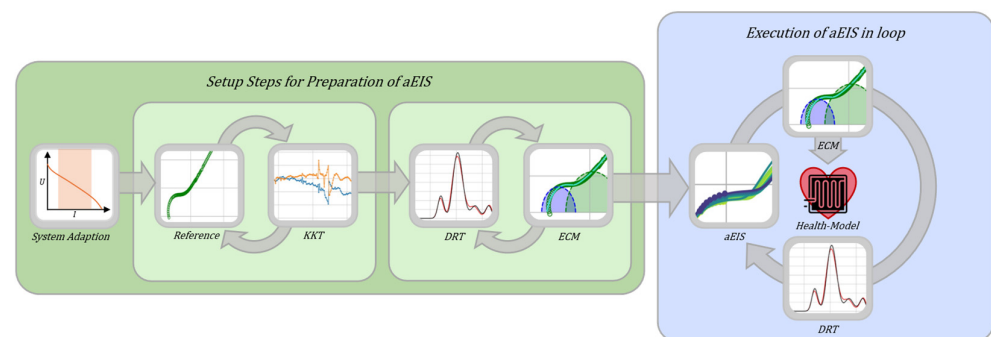 Setup Steps for Preparation of aEIS
Execution of aEIS in loop
U
I
System Adaption
Reference
KKT
DRT
ECM
ECM
aEIS
Health-Model
DRT